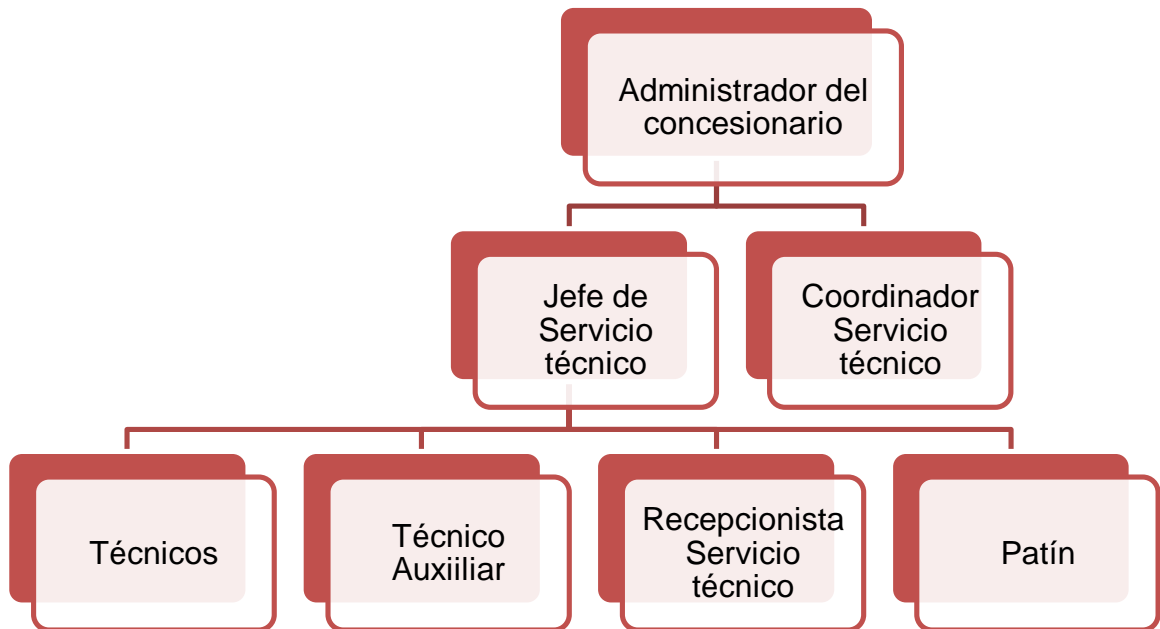 Administrador del
concesionario
Jefe de
Servicio
técnico
Coordinador
Servicio
técnico
Técnicos
Técnico
Auxiiliar
Recepcionista
Servicio
técnico
Patín